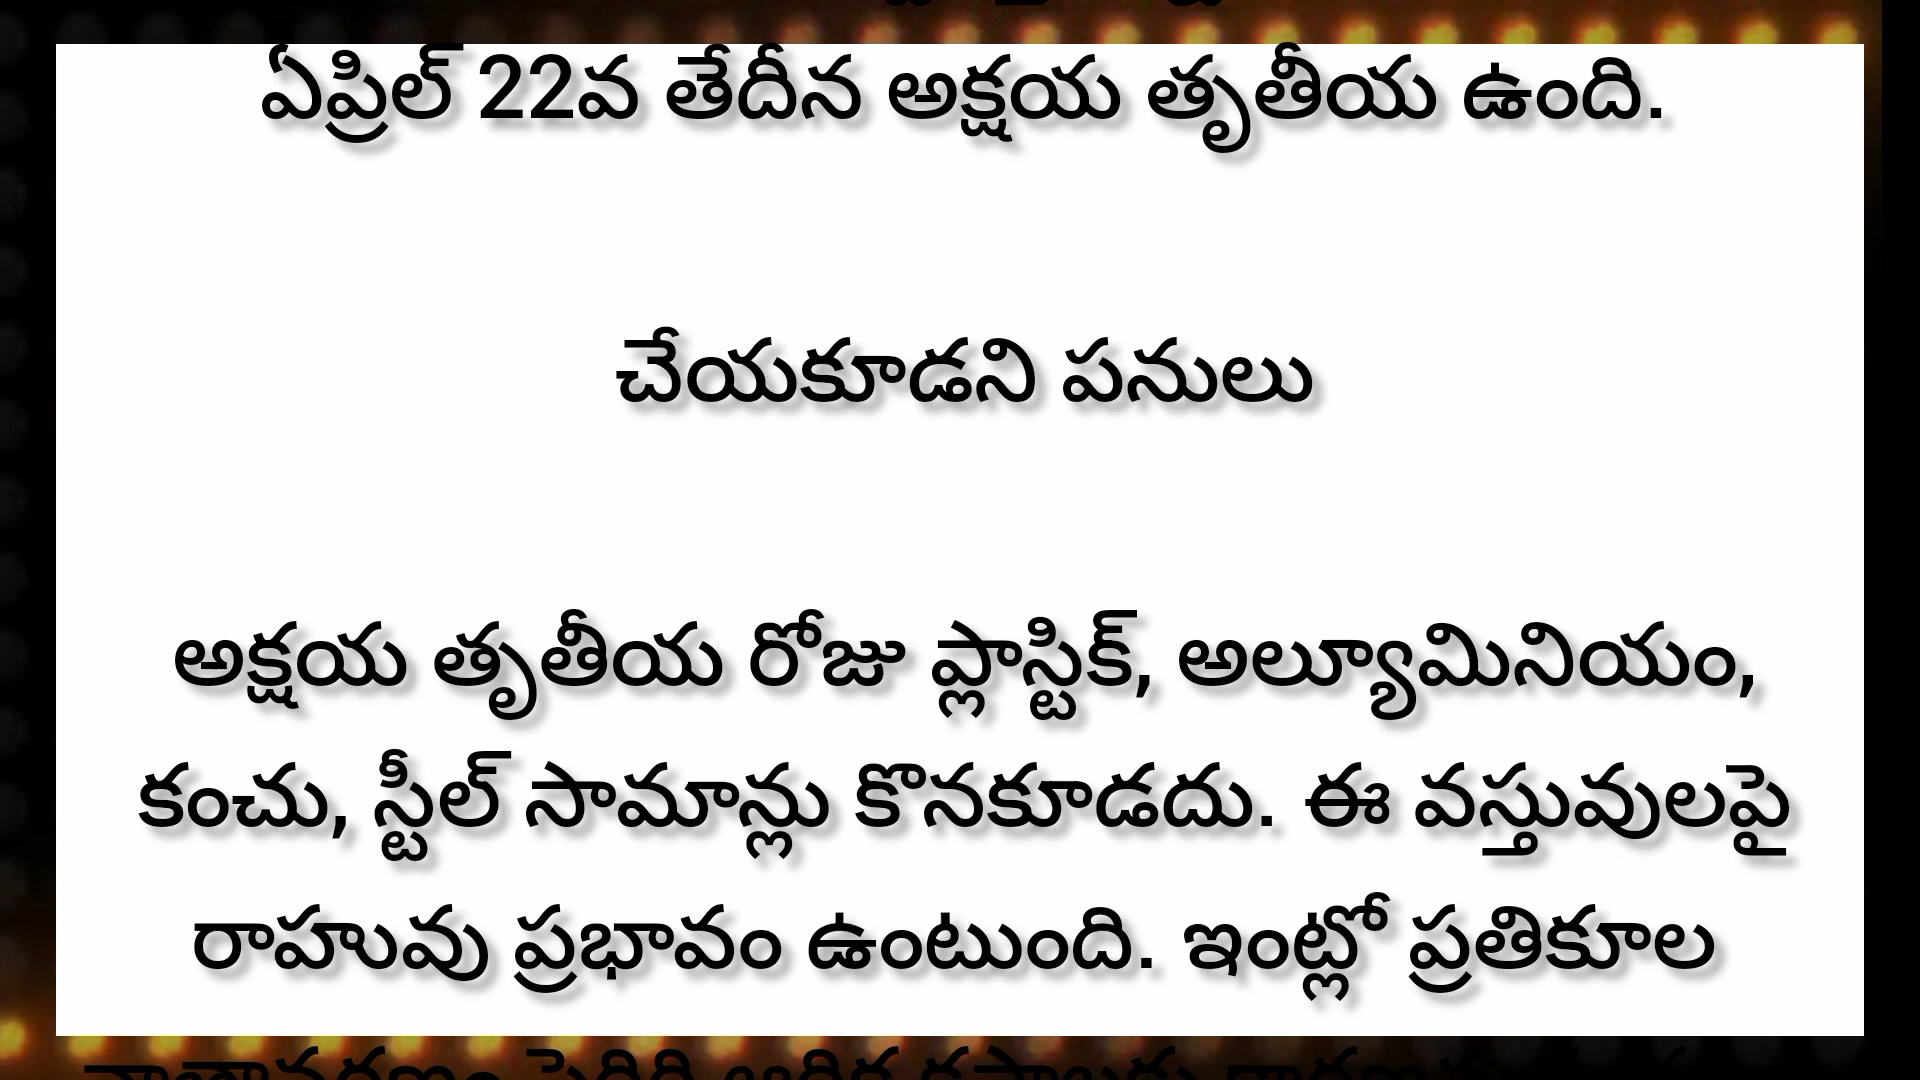 ఏప్రిల్ 22వ తేదీన అక్షయ తృతీయ ఉంది.
చేయకూడని పనులు
అక్షయ తృతీయ రోజు ప్లాస్టిక్, అల్యూమినియం,
కంచు, స్టీల్ సామాన్లు కొనకూడదు. ఈ వస్తువులపై
రాహువు ప్రభావం ఉంటుంది. ఇంట్లో ప్రతికూల